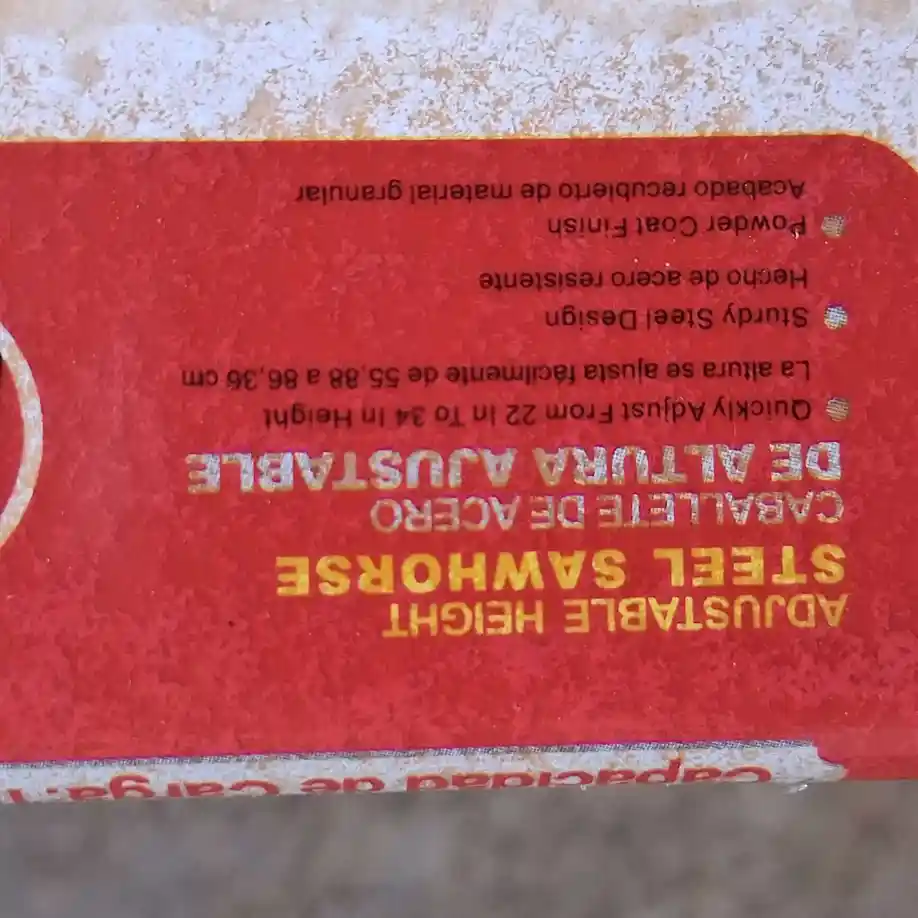 Capacidad de Carga:
ADJUSTABLE HEIGHT
STEEL SAWHORSE
CABALLETE DE ACERO
DE ALTURA AJUSTABLE
Quickly Adjust From 22 In To 34 In Height
La altura se ajusta fácilmente de 55,88 a 86,36 cm
Sturdy Steel Design
Hecho de acero resistente
Powder Coat Finish
Acabado recubierto de material granular